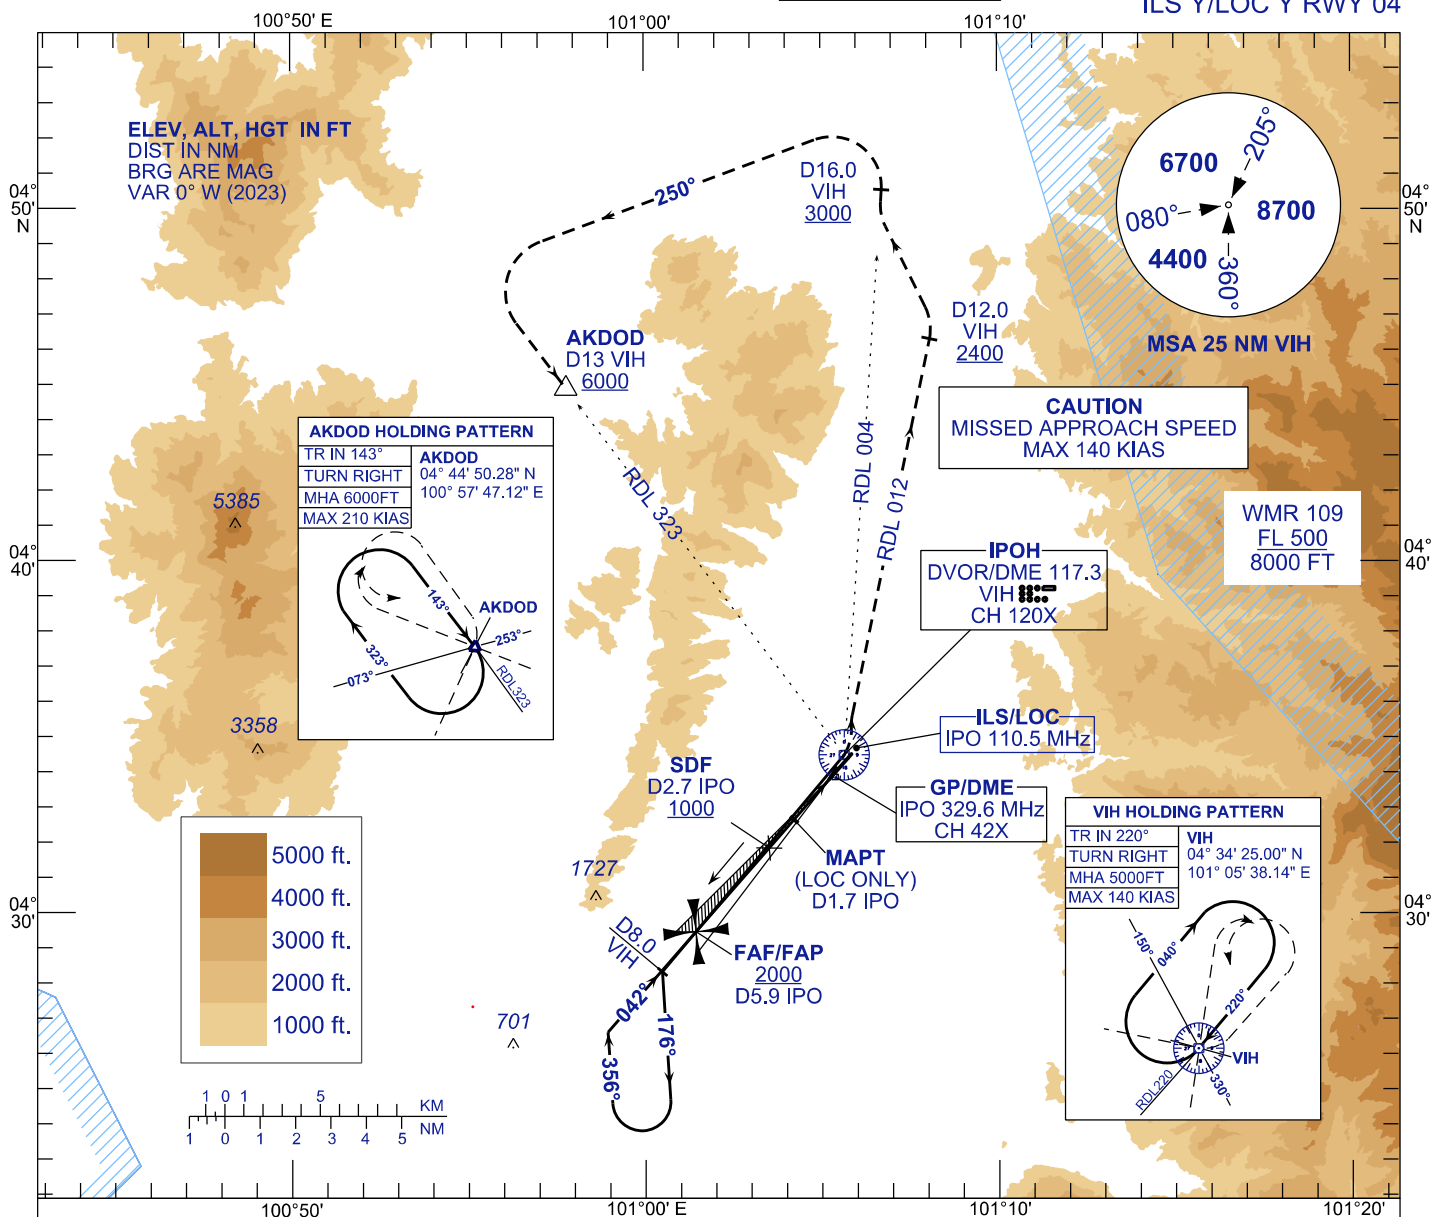 ILS Y/LOC Y RWY 04
100°50' E
101°00'
101°10'
ELEV, ALT, HGT IN FT
DIST IN NM
BRG ARE MAG
VAR 0° W (2023)
04°
50'
N
04°
50'
N
D16.0
VIH
3000
250°
6700
205°
8700
080°
4400
360°
MSA 25 NM VIH
D12.0
VIH
2400
AKDOD
D13 VIH
6000
CAUTION
MISSED APPROACH SPEED
MAX 140 KIAS
AKDOD HOLDING PATTERN
TR IN 143°
TURN RIGHT
MHA 6000FT
MAX 210 KIAS
AKDOD
04° 44' 50.28" N
100° 57' 47.12" E
143°
AKDOD
253°
323°
073°
RDL323
5385
3358
RDL 323
RDL 004
RDL 012
WMR 109
FL 500
8000 FT
04°
40'
04°
40'
IPOH
DVOR/DME 117.3
VIH
CH 120X
ILS/LOC
IPO 110.5 MHz
GP/DME
IPO 329.6 MHz
CH 42X
SDF
D2.7 IPO
1000
MAPT
(LOC ONLY)
D1.7 IPO
1727
FAF/FAP
2000
D5.9 IPO
D8.0
VIH
042°
176°
356°
701
VIH HOLDING PATTERN
TR IN 220°
TURN RIGHT
MHA 5000FT
MAX 140 KIAS
VIH
04° 34' 25.00" N
101° 05' 38.14" E
150°
040°
220°
VIH
RDL220
330°
04°
30'
04°
30'
5000 ft.
4000 ft.
3000 ft.
2000 ft.
1000 ft.
1 0 1 5 KM
1 0 1 2 3 4 5 NM
100°50'
101°00' E
101°10'
101°20'